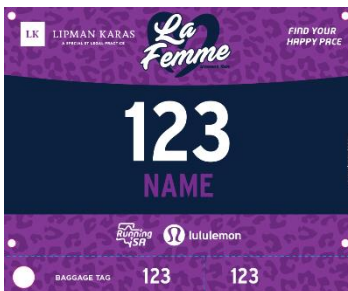 LK LIPMAN KARAS
A SPECIALIST LEGAL PRACTICE
La
Femme
FIND YOUR
HAPPY PACE
123
NAME
Running
SA
lululemon
BAGGAGE TAG 123 123